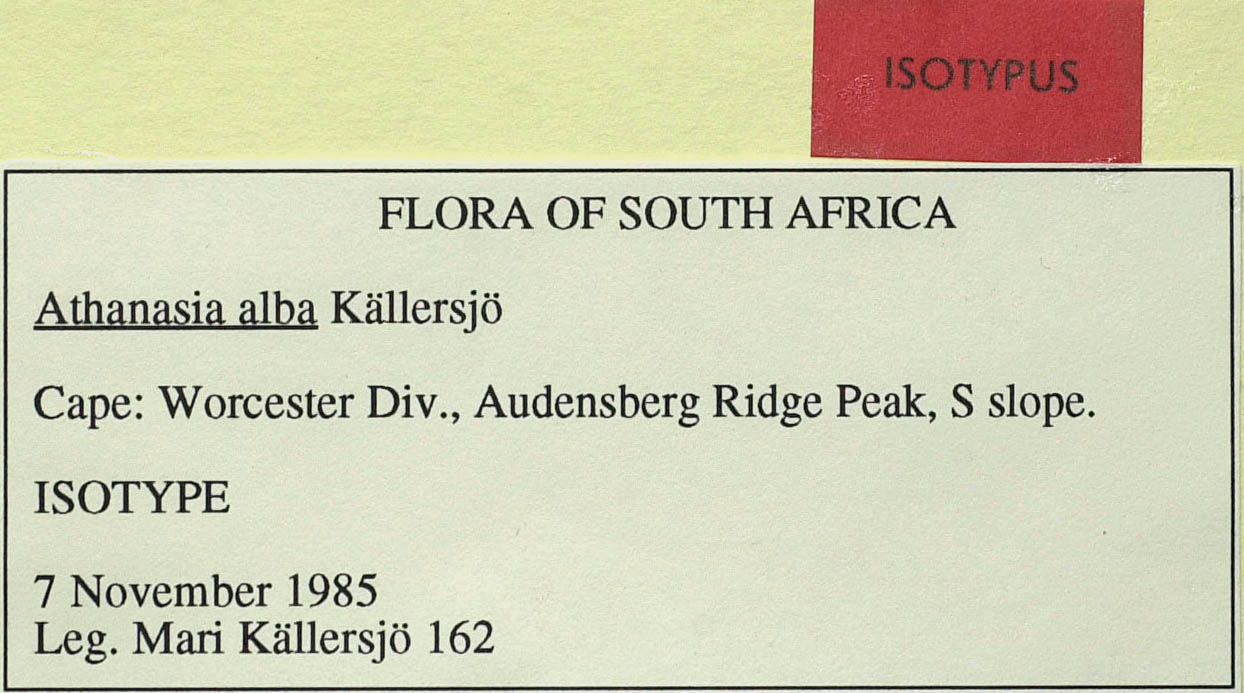 ISOTYPUS
FLORA OF SOUTH AFRICA
Athanasia alba Källersjö
Cape: Worcester Div., Audensberg Ridge Peak, S slope.
ISOTYPE
7 November 1985
Leg. Mari Källersjö 162